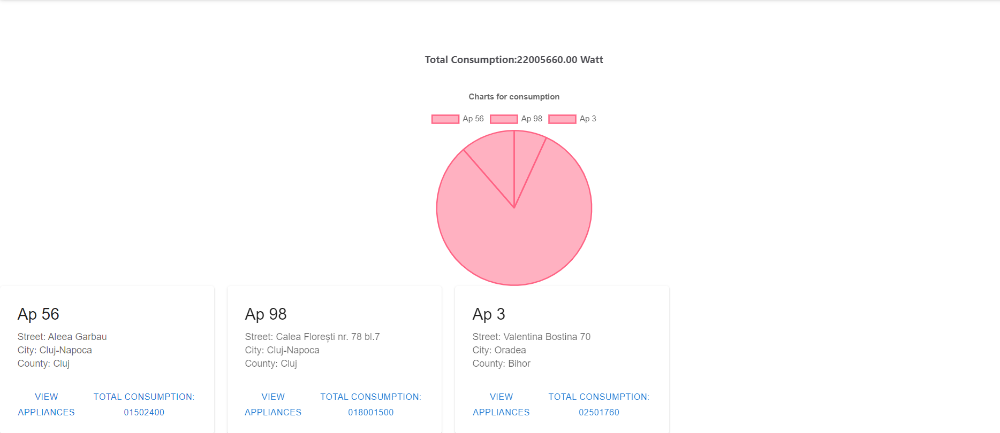 Total Consumption:22005660.00 Watt
Charts for consumption
Ap 56 Ap 98 Ap 3
Ap 56
Street: Aleea Garbau
City: Cluj-Napoca
County: Cluj
VIEW APPLIANCES
TOTAL CONSUMPTION:
01502400
Ap 98
Street: Calea Florești nr. 78 bl.7
City: Cluj-Napoca
County: Cluj
VIEW APPLIANCES
TOTAL CONSUMPTION:
018001500
Ap 3
Street: Valentina Bostina 70
City: Oradea
County: Bihor
VIEW APPLIANCES
TOTAL CONSUMPTION:
02501760